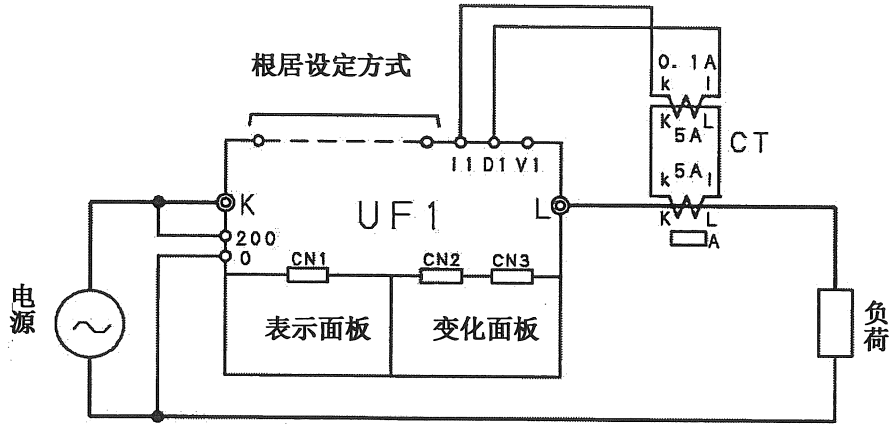 根居设定方式
0.1A
k l
K L
5A
CT
5A
k l
K L
A
I1 D1 V1
K
UF1
L
200
0
CN1
CN2
CN3
电源
表示面板
变化面板
负荷